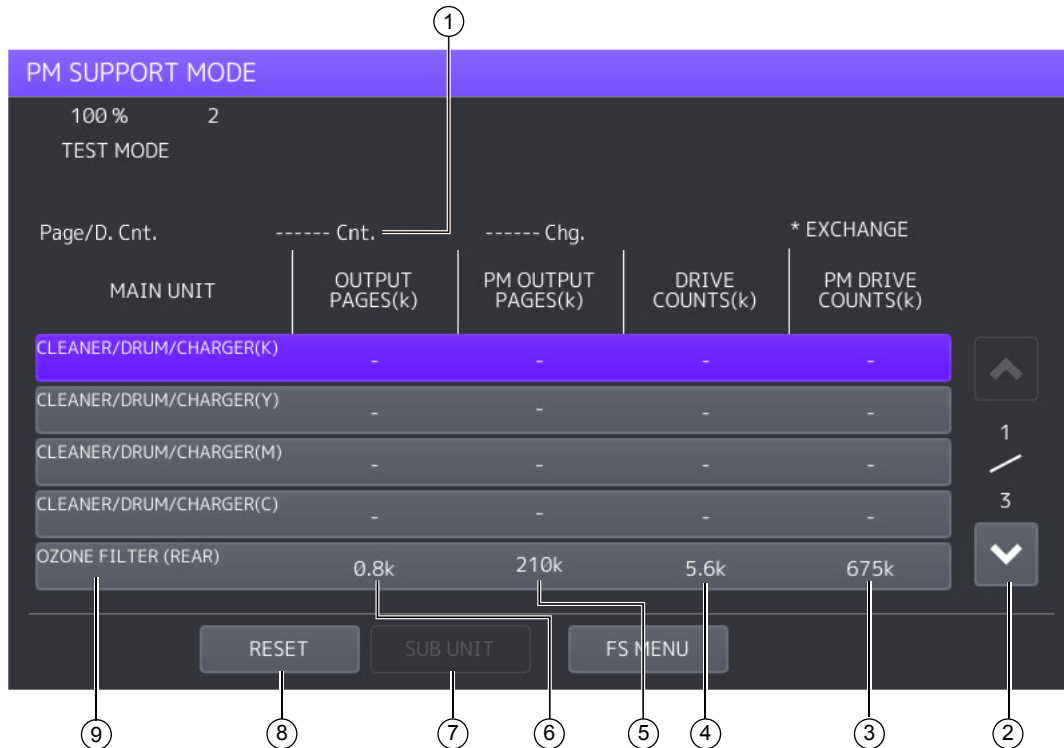 1
PM SUPPORT MODE
100 % 2
TEST MODE
Page/D. Cnt. ------ Cnt. ------ Chg. * EXCHANGE
MAIN UNIT OUTPUT PAGES(k) PM OUTPUT PAGES(k) DRIVE COUNTS(k) PM DRIVE COUNTS(k)
CLEANER/DRUM/CHARGER(K) - - - -
CLEANER/DRUM/CHARGER(Y) - - - -
CLEANER/DRUM/CHARGER(M) - - - -
CLEANER/DRUM/CHARGER(C) - - - -
OZONE FILTER (REAR) 0.8k 210k 5.6k 675k
1 / 3
RESET SUB UNIT FS MENU
9 8 7 6 5 4 3 2